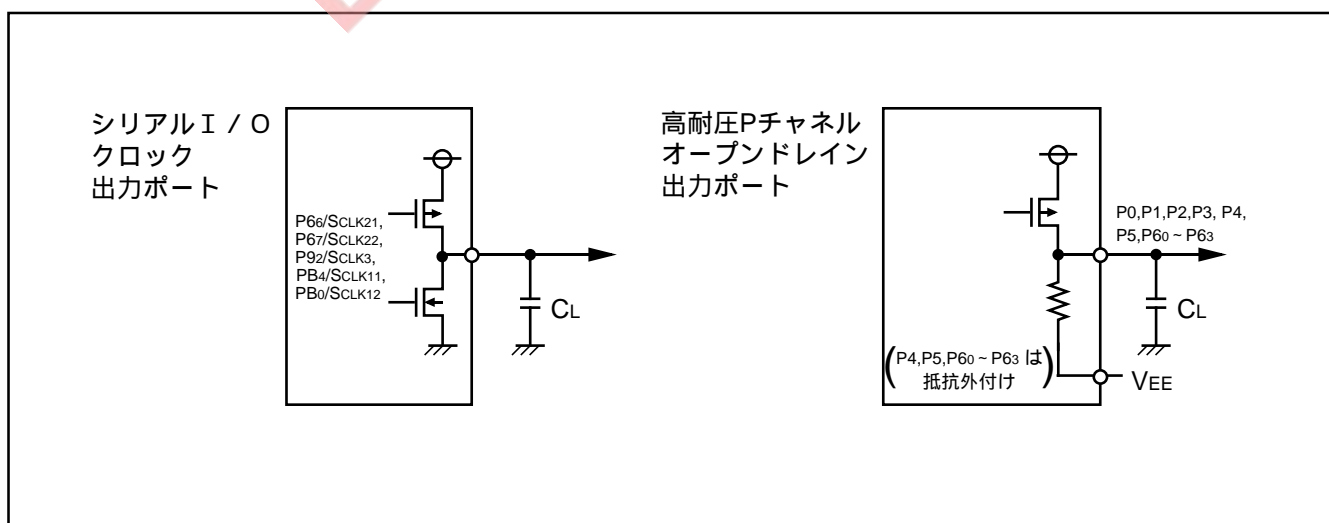 シリアルI / O
クロック
出力ポート
P66/SCLK21,
P67/SCLK22,
P92/SCLK3,
PB4/SCLK11,
PB0/SCLK12
CL
高耐圧Pチャネル
オープンドレイン
出力ポート
P0,P1,P2,P3, P4,
P5,P60 ~ P63
CL
(P4,P5,P60 ~ P63 は
抵抗外付け)
VEE